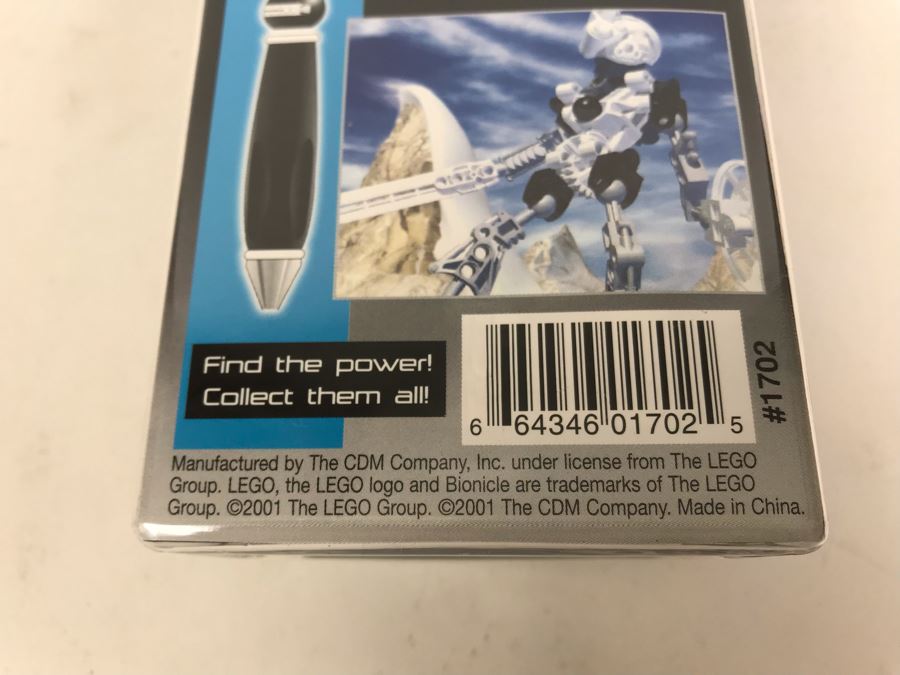 Find the power!
Collect them all!
6 64346 01702 5
#1702
Manufactured by The CDM Company, Inc. under license from The LEGO
Group. LEGO, the LEGO logo and Bionicle are trademarks of The LEGO
Group. ©2001 The LEGO Group. ©2001 The CDM Company. Made in China.